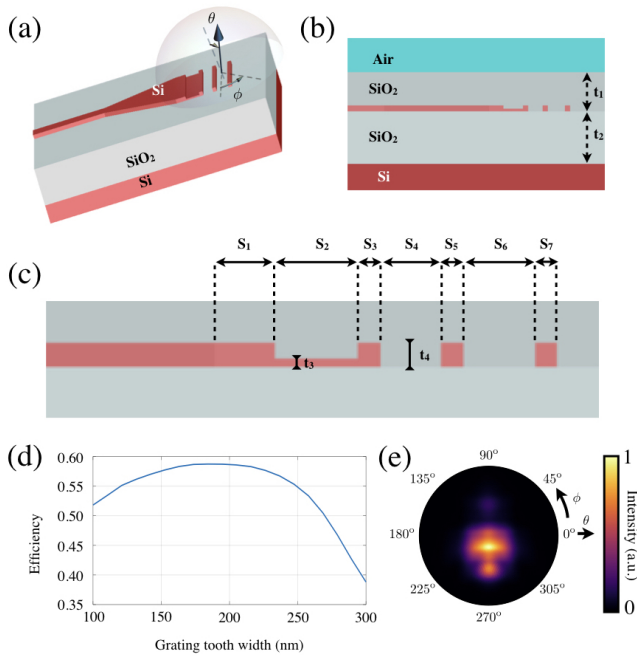 (a)
θ
Si
ϕ
SiO₂
Si
(b)
Air
SiO₂
t₁
SiO₂
t₂
Si
(c)
S₁ S₂ S₃ S₄ S₅ S₆ S₇
t₃
t₄
(d)
0.60
0.55
0.50
0.45
0.40
0.35
Efficiency
100 150 200 250 300
Grating tooth width (nm)
(e)
90°
135° 45°
ϕ
θ
180° 0°
225° 305°
270°
1
0
Intensity (a.u.)